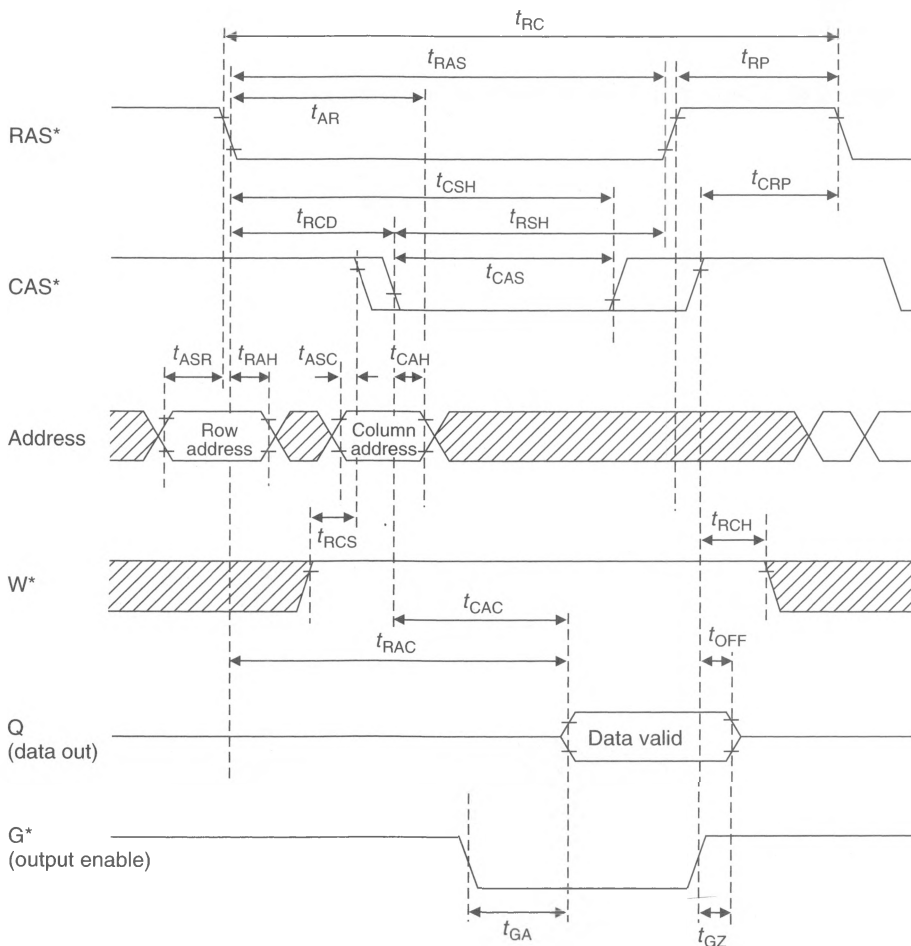 tRC
tRAS
tRP
tAR
RAS*
tCSH
tCRP
tRCD
tRSH
CAS*
tCAS
tASR
tRAH
tASC
tCAH
Address
Row
address
Column
address
tRCS
tRCH
W*
tCAC
tRAC
tOFF
Q
(data out)
Data valid
G*
(output enable)
tGA
tGZ